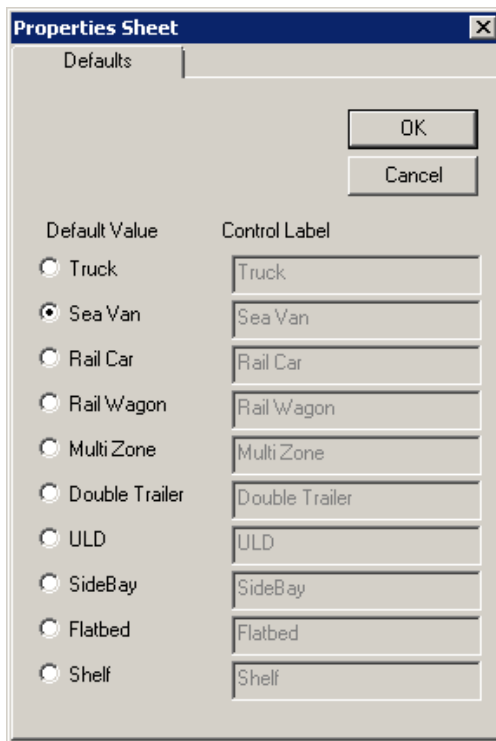 Properties Sheet
Defaults
OK
Cancel
Default Value Control Label
Truck Truck
Sea Van Sea Van
Rail Car Rail Car
Rail Wagon Rail Wagon
Multi Zone Multi Zone
Double Trailer Double Trailer
ULD ULD
SideBay SideBay
Flatbed Flatbed
Shelf Shelf